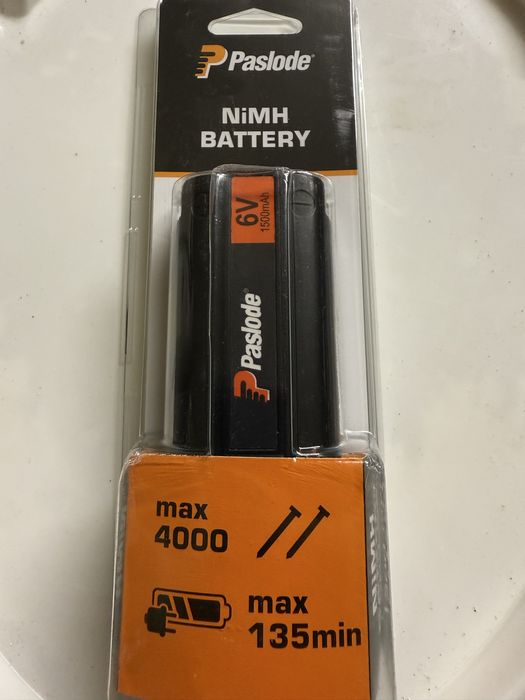 Paslode®
NiMH
BATTERY
6V
1500mAh
Paslode®
max
4000
max
135min